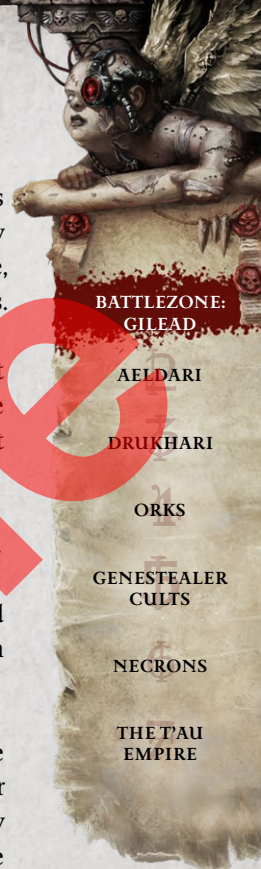 BATTLEZONE:
GILEAD
AELDARI
DRUKHARI
ORKS
GENESTEALER
CULTS
NECRONS
THE T'AU
EMPIRE